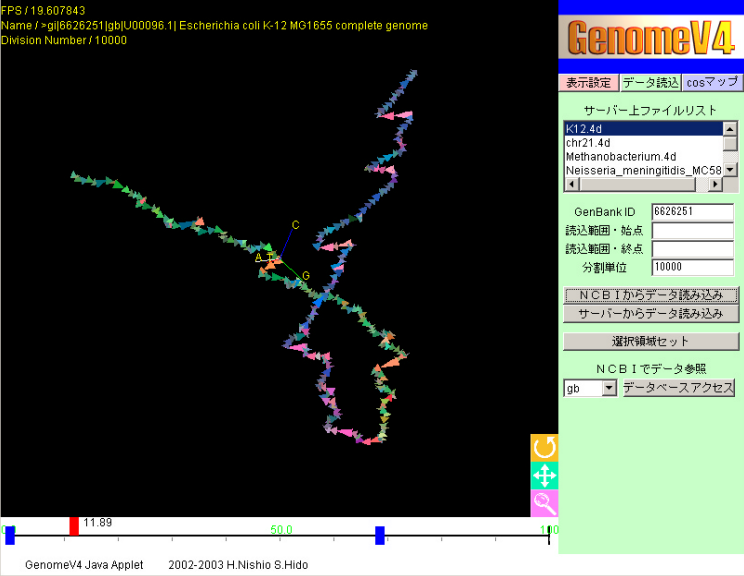 FPS / 19.607843
Name / >gi|6626251|gb|U00096.1| Escherichia coli K-12 MG1655 complete genome
Division Number / 10000
GenomeV4
表示設定 データ読込 cosマップ
サーバー上ファイルリスト
K12.4d
chr21.4d
Methanobacterium.4d
Neisseria_meningitidis_MC58
GenBank ID 6626251
読込範囲・始点
読込範囲・終点
分割単位 10000
NCBIからデータ読み込み
サーバーからデータ読み込み
選択領域セット
NCBIでデータ参照
gb データベースアクセス
C
A T
G
11.89
50.0
GenomeV4 Java Applet 2002-2003 H.Nishio S.Hido